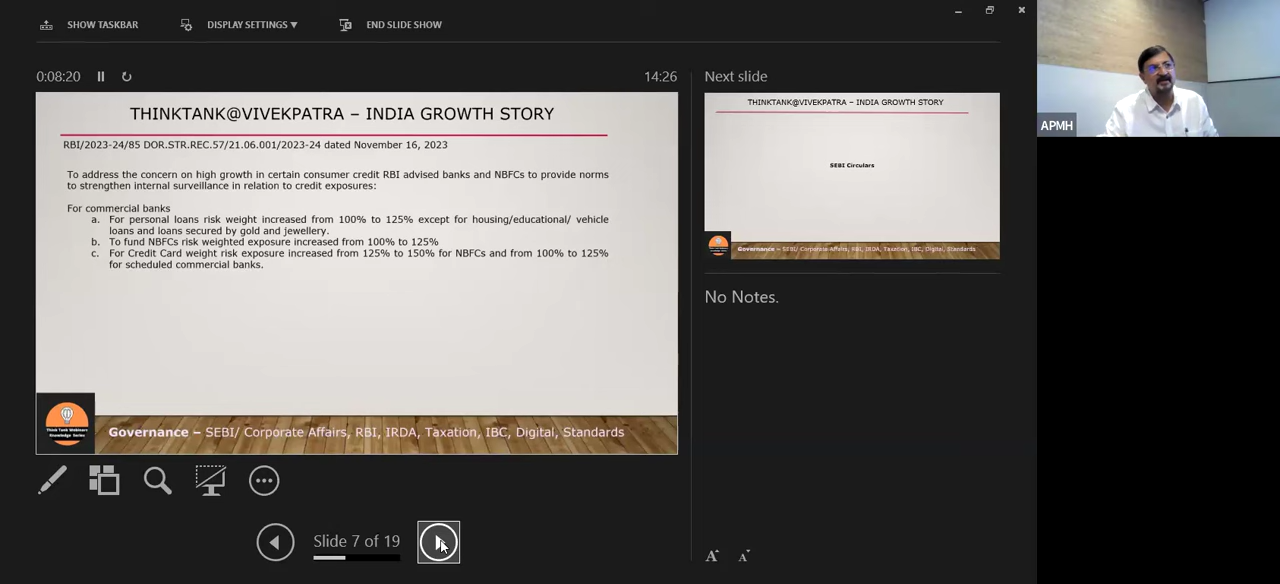 SHOW TASKBAR
DISPLAY SETTINGS ▼
END SLIDE SHOW
0:08:20
14:26
THINKTANK@VIVEKPATRA – INDIA GROWTH STORY
RBI/2023-24/85 DOR.STR.REC.57/21.06.001/2023-24 dated November 16, 2023
To address the concern on high growth in certain consumer credit RBI advised banks and NBFCs to provide norms
to strengthen internal surveillance in relation to credit exposures:
For commercial banks
a. For personal loans risk weight increased from 100% to 125% except for housing/educational/ vehicle
loans and loans secured by gold and jewellery.
b. To fund NBFCs risk weighted exposure increased from 100% to 125%
c. For Credit Card weight risk exposure increased from 125% to 150% for NBFCs and from 100% to 125%
for scheduled commercial banks.
Think Tank Webinars
Knowledge Series
Governance – SEBI/ Corporate Affairs, RBI, IRDA, Taxation, IBC, Digital, Standards
Slide 7 of 19
Next slide
THINKTANK@VIVEKPATRA – INDIA GROWTH STORY
SEBI Circulars
Governance – SEBI/ Corporate Affairs, RBI, IRDA, Taxation, IBC, Digital, Standards
No Notes.
A A
APMH